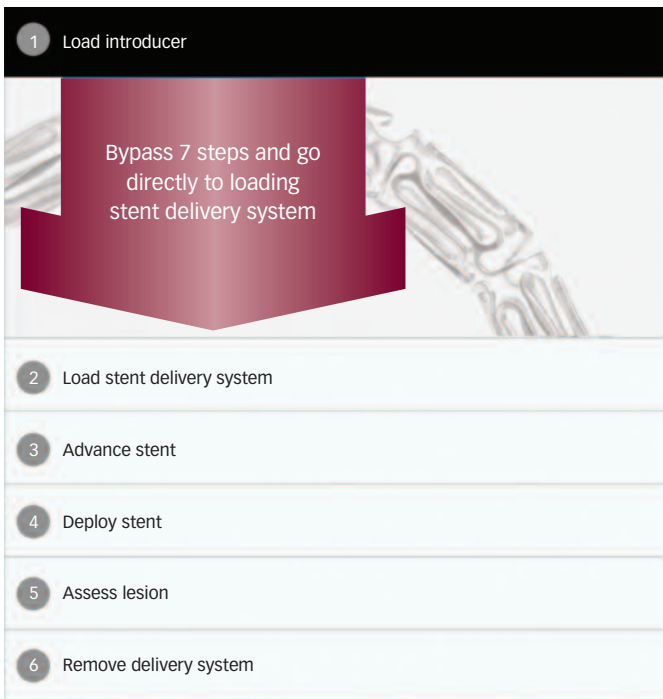 1 Load introducer
Bypass 7 steps and go
directly to loading
stent delivery system
2 Load stent delivery system
3 Advance stent
4 Deploy stent
5 Assess lesion
6 Remove delivery system